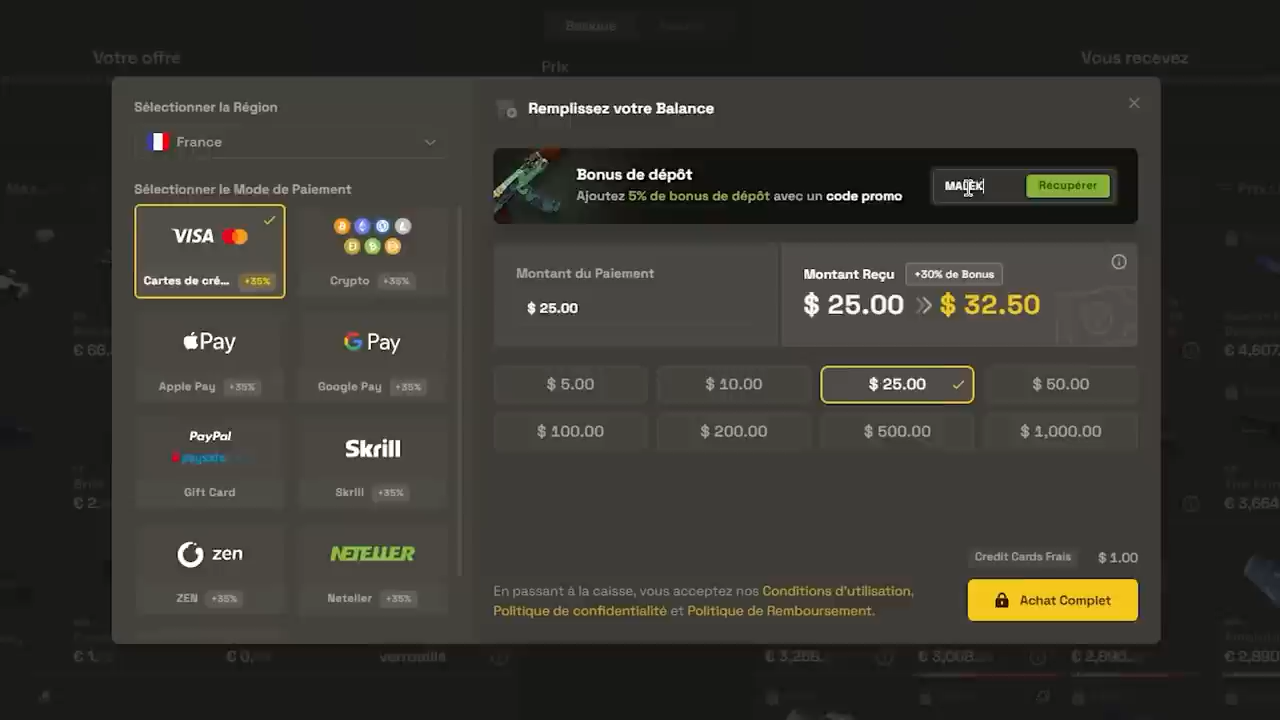 Basique
Votre offre
Prix
Vous recevez
Sélectionner la Région
France
Sélectionner le Mode de Paiement
VISA
Cartes de cré... +35%
Crypto +35%
Pay
Apple Pay +35%
G Pay
Google Pay +35%
PayPal
paysafe
Gift Card
Skrill
Skrill +35%
zen
ZEN +35%
NETELLER
Neteller +35%
Remplissez votre Balance
Bonus de dépôt
Ajoutez 5% de bonus de dépôt avec un code promo
Récupérer
Montant du Paiement
$ 25.00
Montant Reçu +30% de Bonus
$ 25.00 » $ 32.50
$ 5.00 $ 10.00 $ 25.00 $ 50.00
$ 100.00 $ 200.00 $ 500.00 $ 1,000.00
Credit Cards Frais $ 1.00
En passant à la caisse, vous acceptez nos Conditions d'utilisation,
Politique de confidentialité et Politique de Remboursement.
Achat Complet